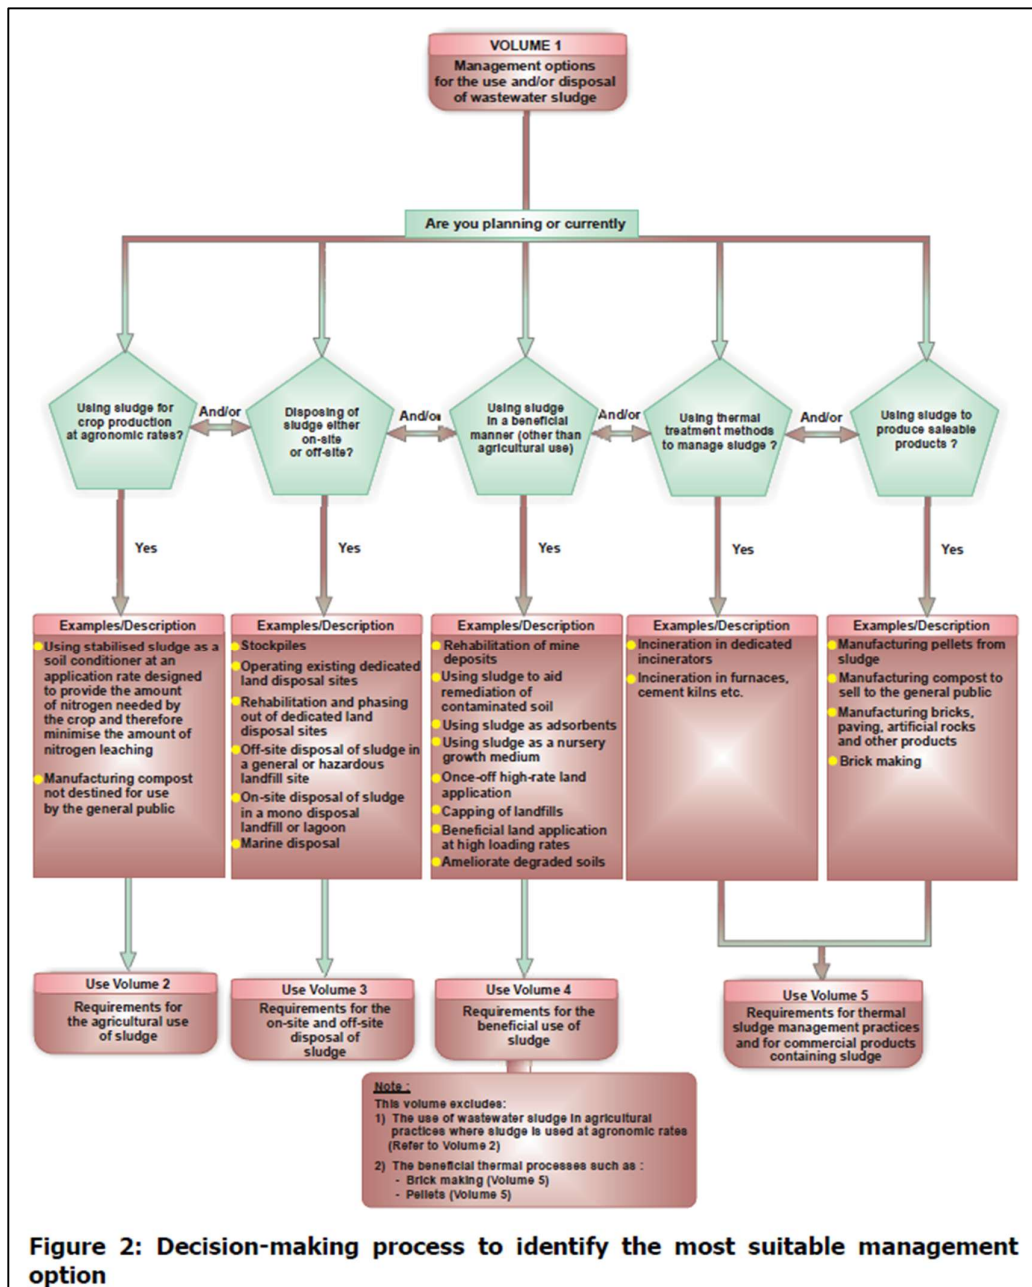 VOLUME 1
Management options
for the use and/or disposal
of wastewater sludge
Are you planning or currently
Using sludge for
crop production
at agronomic rates?
And/or
Disposing of
sludge either
on-site
or off-site?
And/or
Using sludge
in a beneficial
manner (other than
agricultural use)
And/or
Using thermal
treatment methods
to manage sludge ?
And/or
Using sludge to
produce saleable
products ?
Yes
Yes
Yes
Yes
Yes
Examples/Description
Using stabilised sludge as a
soil conditioner at an
application rate designed
to provide the amount
of nitrogen needed by
the crop and therefore
minimise the amount of
nitrogen leaching
Manufacturing compost
not destined for use
by the general public
Examples/Description
Stockpiles
Operating existing dedicated
land disposal sites
Rehabilitation and phasing
out of dedicated land
disposal sites
Off-site disposal of sludge in
a general or hazardous
landfill site
On-site disposal of sludge
in a mono disposal
landfill or lagoon
Marine disposal
Examples/Description
Rehabilitation of mine
deposits
Using sludge to aid
remediation of
contaminated soil
Using sludge as adsorbents
Using sludge as a nursery
growth medium
Once-off high-rate land
application
Capping of landfills
Beneficial land application
at high loading rates
Ameliorate degraded soils
Examples/Description
Incineration in dedicated
incinerators
Incineration in furnaces,
cement kilns etc.
Examples/Description
Manufacturing pellets from
sludge
Manufacturing compost to
sell to the general public
Manufacturing bricks,
paving, artificial rocks
and other products
Brick making
Use Volume 2
Requirements for
the agricultural use
of sludge
Use Volume 3
Requirements for the
on-site and off-site
disposal of
sludge
Use Volume 4
Requirements for the
beneficial use of
sludge
Use Volume 5
Requirements for thermal
sludge management practices
and for commercial products
containing sludge
Note :
This volume excludes:
1) The use of wastewater sludge in agricultural
practices where sludge is used at agronomic rates
(Refer to Volume 2)
2) The beneficial thermal processes such as :
- Brick making (Volume 5)
- Pellets (Volume 5)
Figure 2: Decision-making process to identify the most suitable management
option